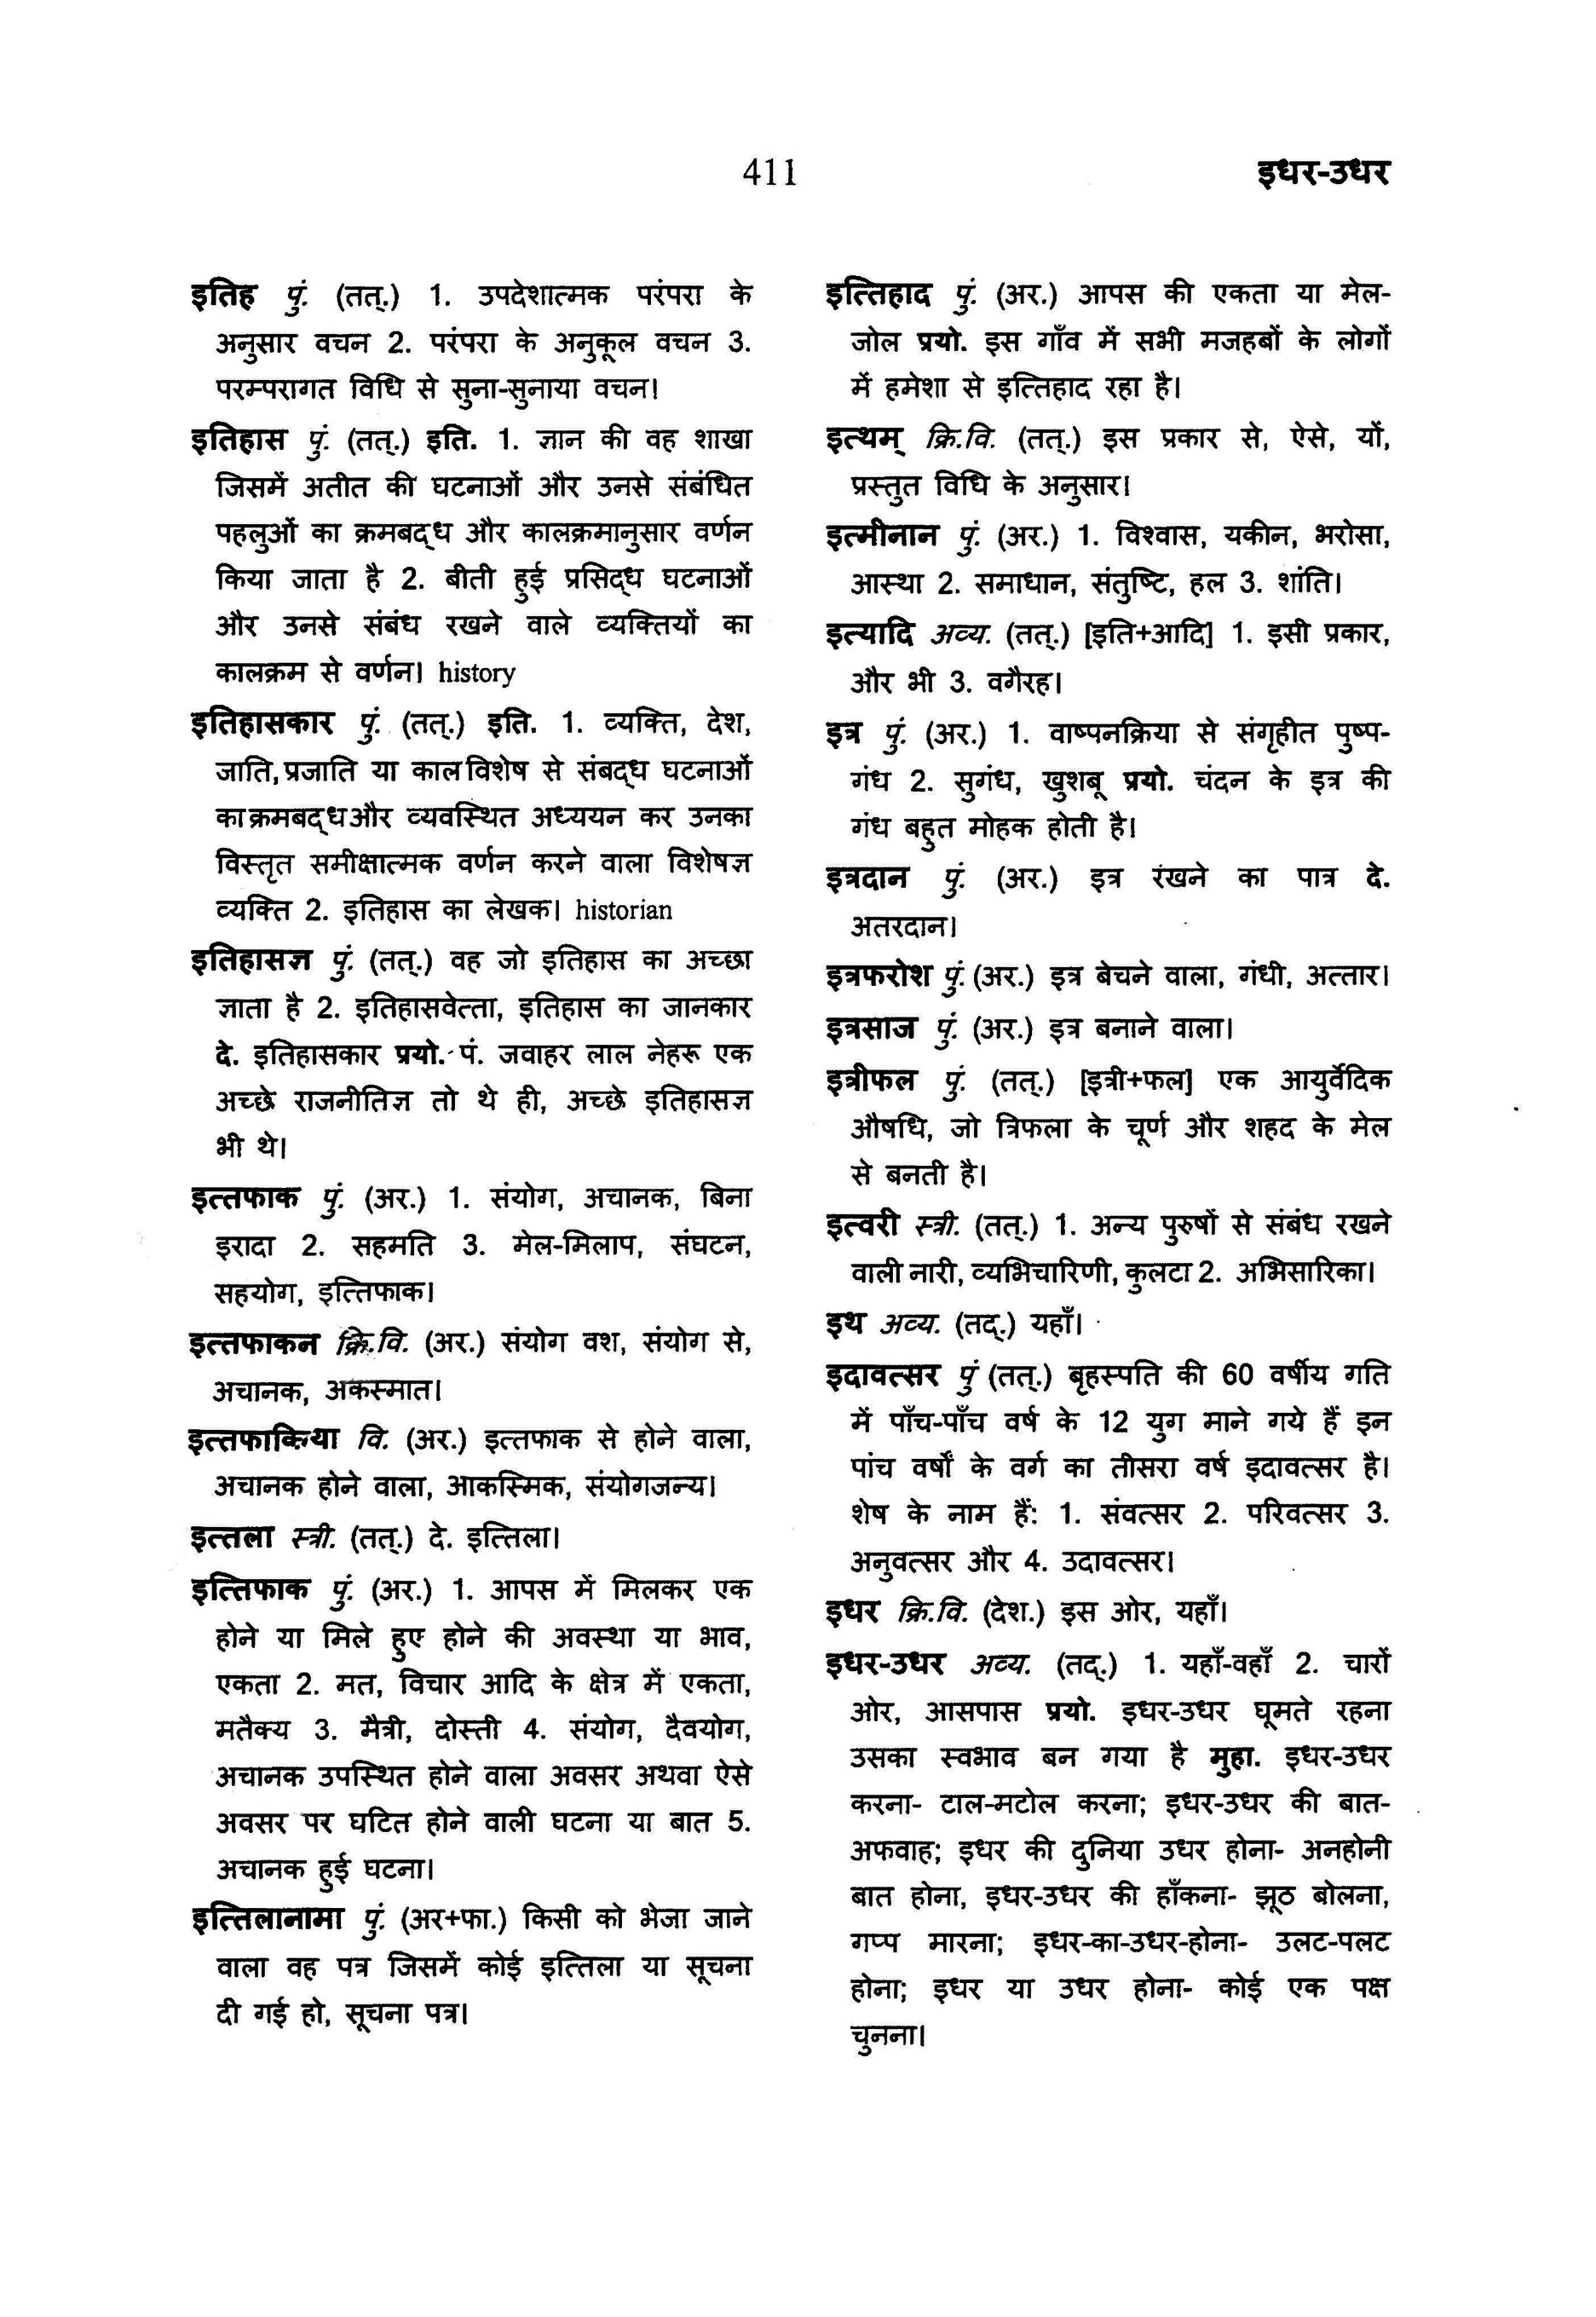 411
इधर-उधर
इतिह पुं. (तत्.) 1. उपदेशात्मक परंपरा के
अनुसार वचन 2. परंपरा के अनुकूल वचन 3.
परम्परागत विधि से सुना-सुनाया वचन।
इतिहास पुं. (तत्.) इति. 1. ज्ञान की वह शाखा
जिसमें अतीत की घटनाओं और उनसे संबंधित
पहलुओं का क्रमबद्ध और कालक्रमानुसार वर्णन
किया जाता है 2. बीती हुई प्रसिद्ध घटनाओं
और उनसे संबंध रखने वाले व्यक्तियों का
कालक्रम से वर्णन। history
इतिहासकार पुं. (तत्.) इति. 1. व्यक्ति, देश,
जाति, प्रजाति या काल विशेष से संबद्ध घटनाओं
का क्रमबद्ध और व्यवस्थित अध्ययन कर उनका
विस्तृत समीक्षात्मक वर्णन करने वाला विशेषज्ञ
व्यक्ति 2. इतिहास का लेखक। historian
इतिहासज्ञ पुं. (तत्.) वह जो इतिहास का अच्छा
ज्ञाता है 2. इतिहासवेत्ता, इतिहास का जानकार
दे. इतिहासकार प्रयो. पं. जवाहर लाल नेहरू एक
अच्छे राजनीतिज्ञ तो थे ही, अच्छे इतिहासज्ञ
भी थे।
इत्तफाक पुं. (अर.) 1. संयोग, अचानक, बिना
इरादा 2. सहमति 3. मेल-मिलाप, संघटन,
सहयोग, इत्तिफाक।
इत्तफाकन क्रि.वि. (अर.) संयोग वश, संयोग से,
अचानक, अकस्मात।
इत्तफाकिया वि. (अर.) इत्तफाक से होने वाला,
अचानक होने वाला, आकस्मिक, संयोगजन्य।
इत्तला स्त्री. (तत्.) दे. इत्तिला।
इत्तिफाक पुं. (अर.) 1. आपस में मिलकर एक
होने या मिले हुए होने की अवस्था या भाव,
एकता 2. मत, विचार आदि के क्षेत्र में एकता,
मतैक्य 3. मैत्री, दोस्ती 4. संयोग, दैवयोग,
अचानक उपस्थित होने वाला अवसर अथवा ऐसे
अवसर पर घटित होने वाली घटना या बात 5.
अचानक हुई घटना।
इत्तिलानामा पुं. (अर+फा.) किसी को भेजा जाने
वाला वह पत्र जिसमें कोई इत्तिला या सूचना
दी गई हो, सूचना पत्र।
इत्तिहाद पुं. (अर.) आपस की एकता या मेल-
जोल प्रयो. इस गाँव में सभी मजहबों के लोगों
में हमेशा से इत्तिहाद रहा है।
इत्थम् क्रि.वि. (तत्.) इस प्रकार से, ऐसे, यों,
प्रस्तुत विधि के अनुसार।
इत्मीनान पुं. (अर.) 1. विश्वास, यकीन, भरोसा,
आस्था 2. समाधान, संतुष्टि, हल 3. शांति।
इत्यादि अव्य. (तत्.) [इति+आदि] 1. इसी प्रकार,
और भी 3. वगैरह।
इत्र पुं. (अर.) 1. वाष्पनक्रिया से संगृहीत पुष्प-
गंध 2. सुगंध, खुशबू प्रयो. चंदन के इत्र की
गंध बहुत मोहक होती है।
इत्रदान पुं. (अर.) इत्र रंखने का पात्र दे.
अतरदान।
इत्रफरोश पुं. (अर.) इत्र बेचने वाला, गंधी, अत्तार।
इत्रसाज पुं. (अर.) इत्र बनाने वाला।
इत्रीफल पुं. (तत्.) [इत्री+फल] एक आयुर्वेदिक
औषधि, जो त्रिफला के चूर्ण और शहद के मेल
से बनती है।
इत्वरी स्त्री. (तत्.) 1. अन्य पुरुषों से संबंध रखने
वाली नारी, व्यभिचारिणी, कुलटा 2. अभिसारिका।
इथ अव्य. (तद्.) यहाँ।
इदावत्सर पुं (तत्.) बृहस्पति की 60 वर्षीय गति
में पाँच-पाँच वर्ष के 12 युग माने गये हैं इन
पांच वर्षों के वर्ग का तीसरा वर्ष इदावत्सर है।
शेष के नाम हैं: 1. संवत्सर 2. परिवत्सर 3.
अनुवत्सर और 4. उदावत्सर।
इधर क्रि.वि. (देश.) इस ओर, यहाँ।
इधर-उधर अव्य. (तद्.) 1. यहाँ-वहाँ 2. चारों
ओर, आसपास प्रयो. इधर-उधर घूमते रहना
उसका स्वभाव बन गया है मुहा. इधर-उधर
करना- टाल-मटोल करना; इधर-उधर की बात-
अफवाह; इधर की दुनिया उधर होना- अनहोनी
बात होना, इधर-उधर की हाँकना- झूठ बोलना,
गप्प मारना; इधर-का-उधर-होना- उलट-पलट
होना; इधर या उधर होना- कोई एक पक्ष
चुनना।